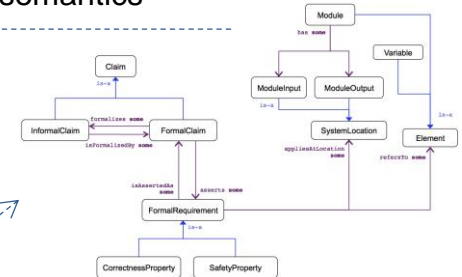 semantics
Module
has some
Claim
Variable
is-a
ModuleInput
ModuleOutput
is-a
is-a
formalizes some
InformalClaim
FormalClaim
SystemLocation
Element
isFormalizedBy some
appliesAtLocation
some
refersTo some
isAssertedAs
some
asserts some
FormalRequirement
is-a
CorrectnessProperty
SafetyProperty